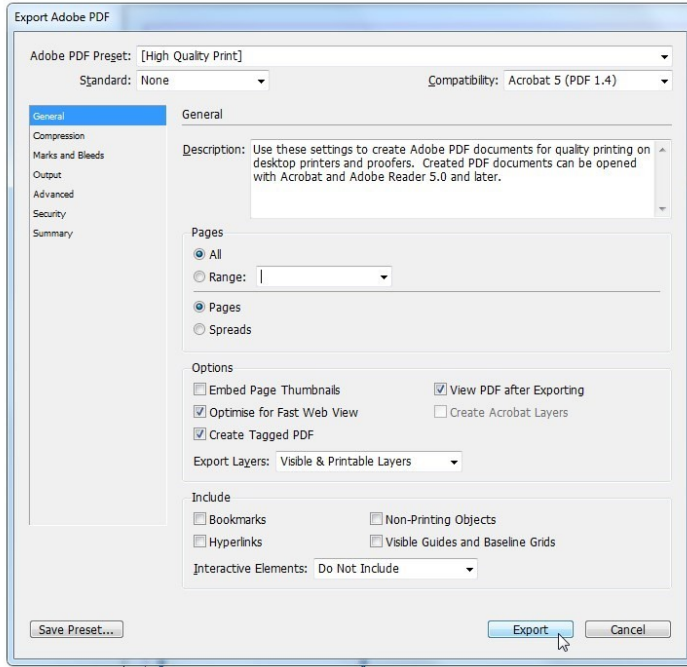 Export Adobe PDF
Adobe PDF Preset: [High Quality Print]
Standard: None Compatibility: Acrobat 5 (PDF 1.4)
General
Compression
Marks and Bleeds
Output
Advanced
Security
Summary
General
Description: Use these settings to create Adobe PDF documents for quality printing on
desktop printers and proofers. Created PDF documents can be opened
with Acrobat and Adobe Reader 5.0 and later.
Pages
All
Range:
Pages
Spreads
Options
Embed Page Thumbnails View PDF after Exporting
Optimise for Fast Web View Create Acrobat Layers
Create Tagged PDF
Export Layers: Visible & Printable Layers
Include
Bookmarks Non-Printing Objects
Hyperlinks Visible Guides and Baseline Grids
Interactive Elements: Do Not Include
Save Preset... Export Cancel